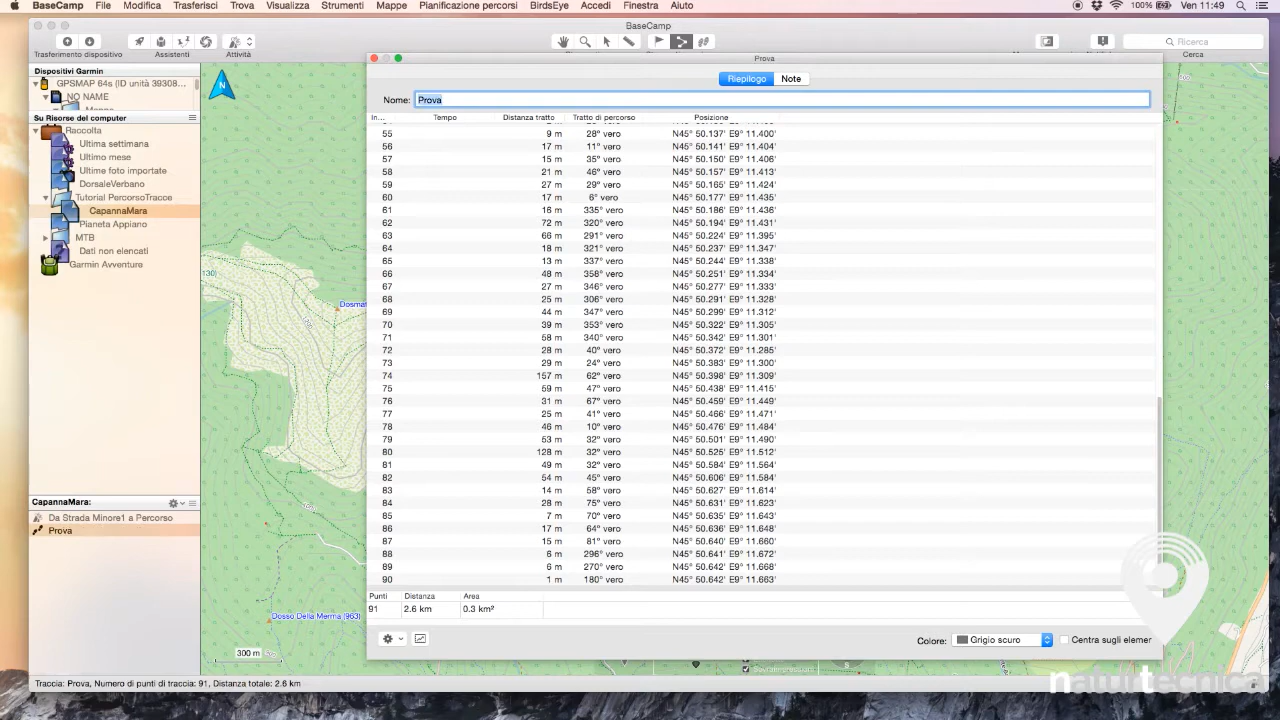 BaseCamp File Modifica Trasferisci Trova Visualizza Strumenti Mappe Pianificazione percorsi BirdsEye Accedi Finestra Aiuto 100% Ven 11:49
BaseCamp
Trasferimento dispositivo Assistenti Attività Ricerca Cerca
Dispositivi Garmin
GPSMAP 64s (ID unità 39308...
NO NAME
Su Risorse del computer
Raccolta
Ultima settimana
Ultimo mese
Ultime foto importate
DorsaleVerbano
Tutorial PercorsoTracce
CapannaMara
Pianeta Appiano
MTB
Dati non elencati
Garmin Avventure
CapannaMara:
Da Strada Minore1 a Percorso
Prova
130)
Dosmat
Dosso Della Merma (963)
300 m
Prova
Riepilogo Note
Nome: Prova
In... Tempo Distanza tratto Tratto di percorso Posizione
55 9 m 28° vero N45° 50.137' E9° 11.400'
56 17 m 11° vero N45° 50.141' E9° 11.404'
57 15 m 35° vero N45° 50.150' E9° 11.406'
58 21 m 46° vero N45° 50.157' E9° 11.413'
59 27 m 29° vero N45° 50.165' E9° 11.424'
60 17 m 6° vero N45° 50.177' E9° 11.435'
61 16 m 335° vero N45° 50.186' E9° 11.436'
62 72 m 320° vero N45° 50.194' E9° 11.431'
63 66 m 291° vero N45° 50.224' E9° 11.395'
64 18 m 321° vero N45° 50.237' E9° 11.347'
65 13 m 337° vero N45° 50.244' E9° 11.338'
66 48 m 358° vero N45° 50.251' E9° 11.334'
67 27 m 346° vero N45° 50.277' E9° 11.333'
68 25 m 306° vero N45° 50.291' E9° 11.328'
69 44 m 347° vero N45° 50.299' E9° 11.312'
70 39 m 353° vero N45° 50.322' E9° 11.305'
71 58 m 340° vero N45° 50.342' E9° 11.301'
72 28 m 40° vero N45° 50.372' E9° 11.285'
73 29 m 24° vero N45° 50.383' E9° 11.300'
74 157 m 62° vero N45° 50.398' E9° 11.309'
75 59 m 47° vero N45° 50.438' E9° 11.415'
76 31 m 67° vero N45° 50.459' E9° 11.449'
77 25 m 41° vero N45° 50.466' E9° 11.471'
78 46 m 10° vero N45° 50.476' E9° 11.484'
79 53 m 32° vero N45° 50.501' E9° 11.490'
80 128 m 32° vero N45° 50.525' E9° 11.512'
81 49 m 32° vero N45° 50.584' E9° 11.564'
82 54 m 45° vero N45° 50.606' E9° 11.584'
83 14 m 58° vero N45° 50.627' E9° 11.614'
84 28 m 75° vero N45° 50.631' E9° 11.623'
85 7 m 70° vero N45° 50.635' E9° 11.643'
86 17 m 64° vero N45° 50.636' E9° 11.648'
87 15 m 81° vero N45° 50.640' E9° 11.660'
88 6 m 296° vero N45° 50.641' E9° 11.672'
89 6 m 270° vero N45° 50.642' E9° 11.668'
90 1 m 180° vero N45° 50.642' E9° 11.663'
Punti Distanza Area
91 2.6 km 0.3 km²
Colore: Grigio scuro Centra sugli elemer
Traccia: Prova, Numero di punti di traccia: 91, Distanza totale: 2.6 km
naturtecnica